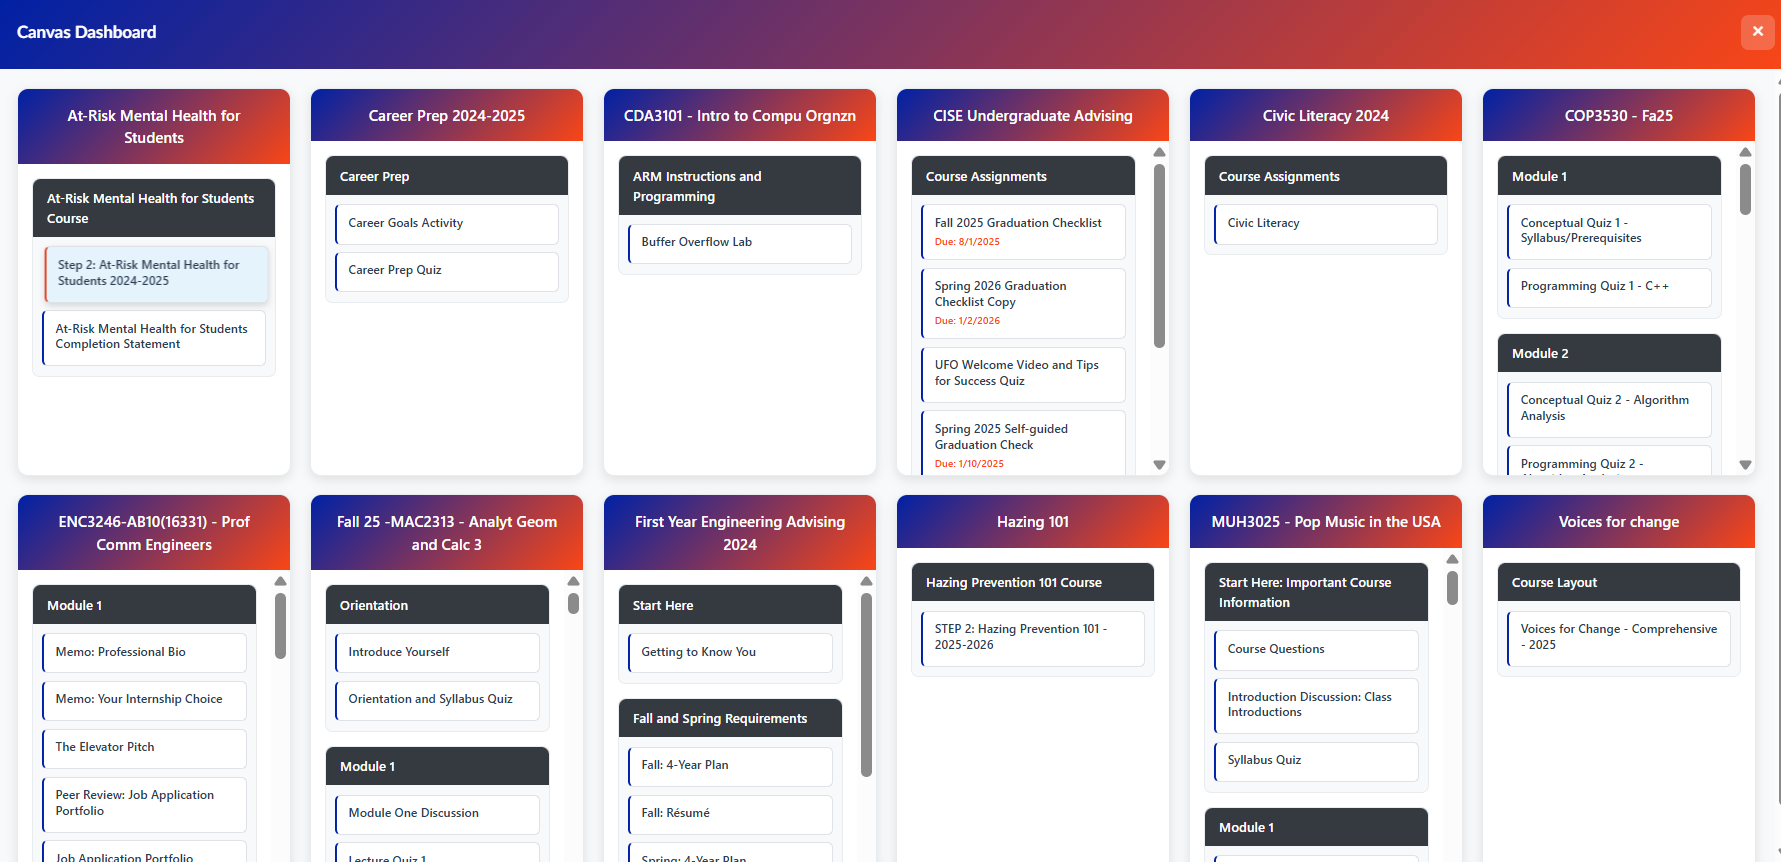 Canvas Dashboard
×
At-Risk Mental Health for
Students
At-Risk Mental Health for Students
Course
Step 2: At-Risk Mental Health for
Students 2024-2025
At-Risk Mental Health for Students
Completion Statement
Career Prep 2024-2025
Career Prep
Career Goals Activity
Career Prep Quiz
CDA3101 - Intro to Compu Orgnzn
ARM Instructions and
Programming
Buffer Overflow Lab
CISE Undergraduate Advising
Course Assignments
Fall 2025 Graduation Checklist
Due: 8/1/2025
Spring 2026 Graduation
Checklist Copy
Due: 1/2/2026
UFO Welcome Video and Tips
for Success Quiz
Spring 2025 Self-guided
Graduation Check
Due: 1/10/2025
Civic Literacy 2024
Course Assignments
Civic Literacy
COP3530 - Fa25
Module 1
Conceptual Quiz 1 -
Syllabus/Prerequisites
Programming Quiz 1 - C++
Module 2
Conceptual Quiz 2 - Algorithm
Analysis
Programming Quiz 2 -
ENC3246-AB10(16331) - Prof
Comm Engineers
Module 1
Memo: Professional Bio
Memo: Your Internship Choice
The Elevator Pitch
Peer Review: Job Application
Portfolio
Job Application Portfolio
Fall 25 -MAC2313 - Analyt Geom
and Calc 3
Orientation
Introduce Yourself
Orientation and Syllabus Quiz
Module 1
Module One Discussion
Lecture Quiz 1
First Year Engineering Advising
2024
Start Here
Getting to Know You
Fall and Spring Requirements
Fall: 4-Year Plan
Fall: Résumé
Spring: 4-Year Plan
Hazing 101
Hazing Prevention 101 Course
STEP 2: Hazing Prevention 101 -
2025-2026
MUH3025 - Pop Music in the USA
Start Here: Important Course
Information
Course Questions
Introduction Discussion: Class
Introductions
Syllabus Quiz
Module 1
Voices for change
Course Layout
Voices for Change - Comprehensive
- 2025